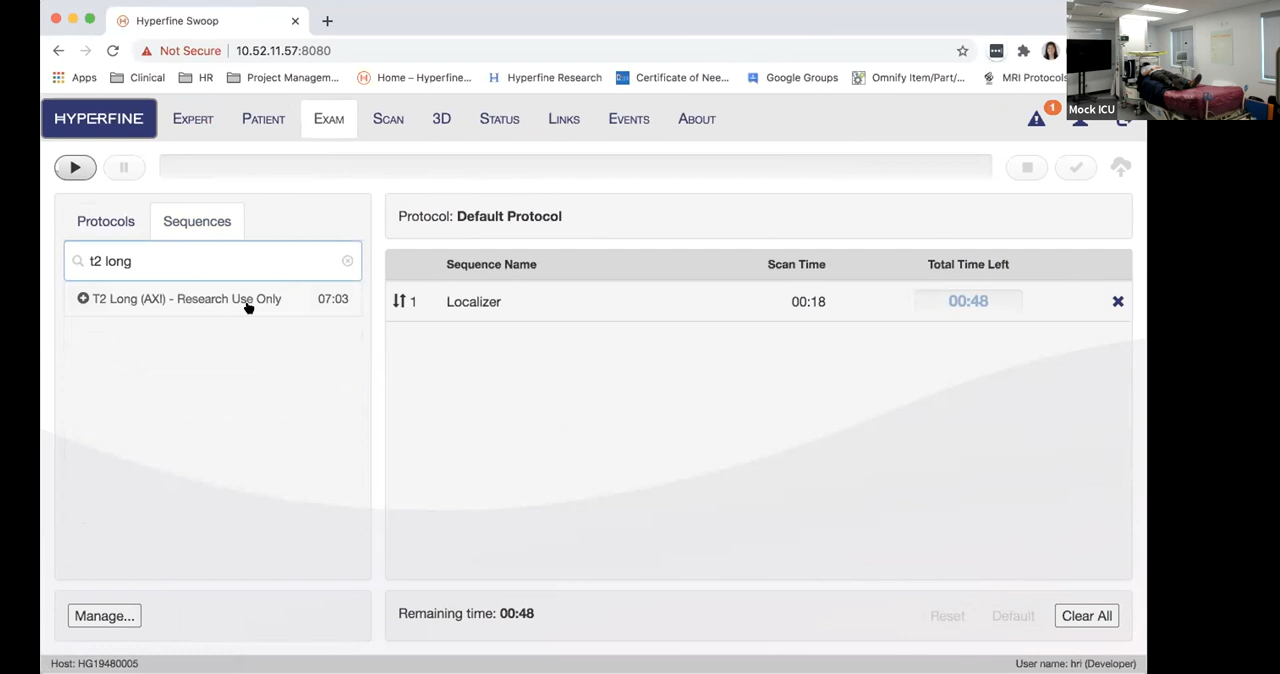 Hyperfine Swoop
Not Secure 10.52.11.57:8080
Apps Clinical HR Project Managem... Home – Hyperfine... Hyperfine Research Certificate of Nee... Google Groups Omnify Item/Part/... MRI Protocols
Mock ICU
HYPERFINE EXPERT PATIENT EXAM SCAN 3D STATUS LINKS EVENTS ABOUT 1
Protocols Sequences
Protocol: Default Protocol
t2 long
Sequence Name Scan Time Total Time Left
T2 Long (AXI) - Research Use Only 07:03
1 Localizer 00:18 00:48
Manage...
Remaining time: 00:48 Reset Default Clear All
Host: HG19480005 User name: hri (Developer)